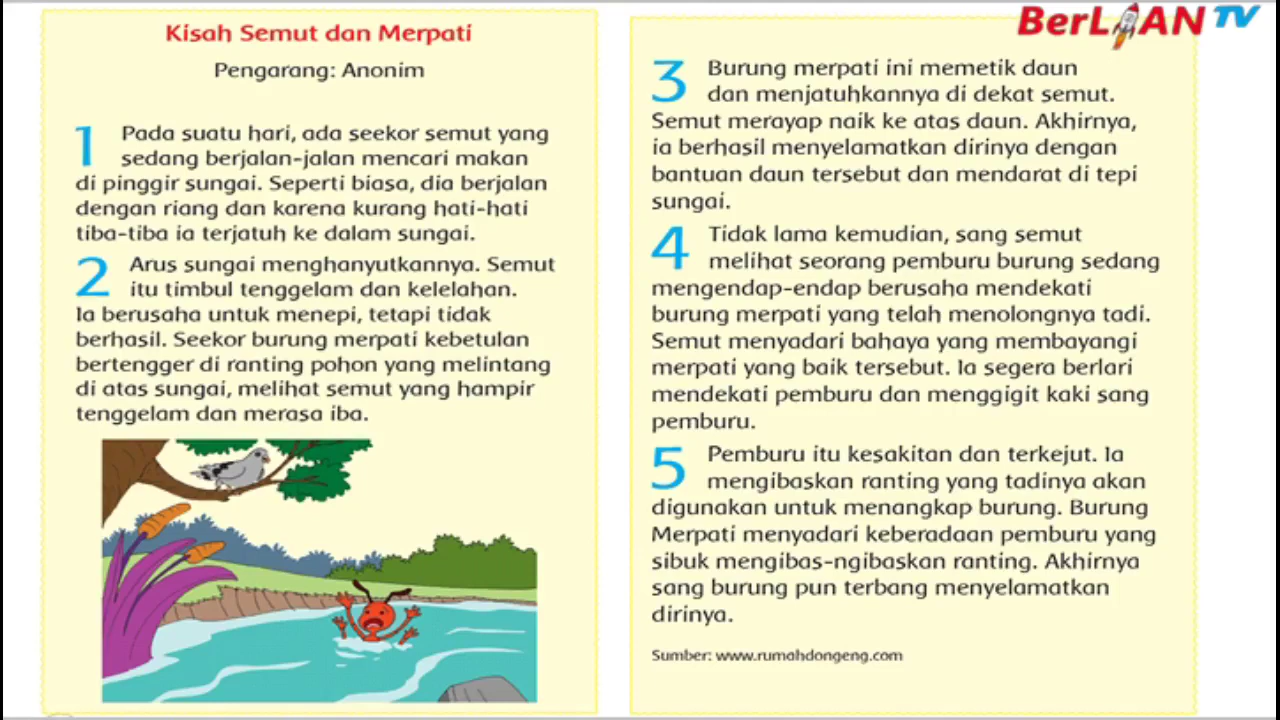 Kisah Semut dan Merpati
Pengarang: Anonim
1 Pada suatu hari, ada seekor semut yang
sedang berjalan-jalan mencari makan
di pinggir sungai. Seperti biasa, dia berjalan
dengan riang dan karena kurang hati-hati
tiba-tiba ia terjatuh ke dalam sungai.
2 Arus sungai menghanyutkannya. Semut
itu timbul tenggelam dan kelelahan.
Ia berusaha untuk menepi, tetapi tidak
berhasil. Seekor burung merpati kebetulan
bertengger di ranting pohon yang melintang
di atas sungai, melihat semut yang hampir
tenggelam dan merasa iba.
BerLIAN TV
3 Burung merpati ini memetik daun
dan menjatuhkannya di dekat semut.
Semut merayap naik ke atas daun. Akhirnya,
ia berhasil menyelamatkan dirinya dengan
bantuan daun tersebut dan mendarat di tepi
sungai.
4 Tidak lama kemudian, sang semut
melihat seorang pemburu burung sedang
mengendap-endap berusaha mendekati
burung merpati yang telah menolongnya tadi.
Semut menyadari bahaya yang membayangi
merpati yang baik tersebut. Ia segera berlari
mendekati pemburu dan menggigit kaki sang
pemburu.
5 Pemburu itu kesakitan dan terkejut. Ia
mengibaskan ranting yang tadinya akan
digunakan untuk menangkap burung. Burung
Merpati menyadari keberadaan pemburu yang
sibuk mengibas-ngibaskan ranting. Akhirnya
sang burung pun terbang menyelamatkan
dirinya.
Sumber: www.rumahdongeng.com